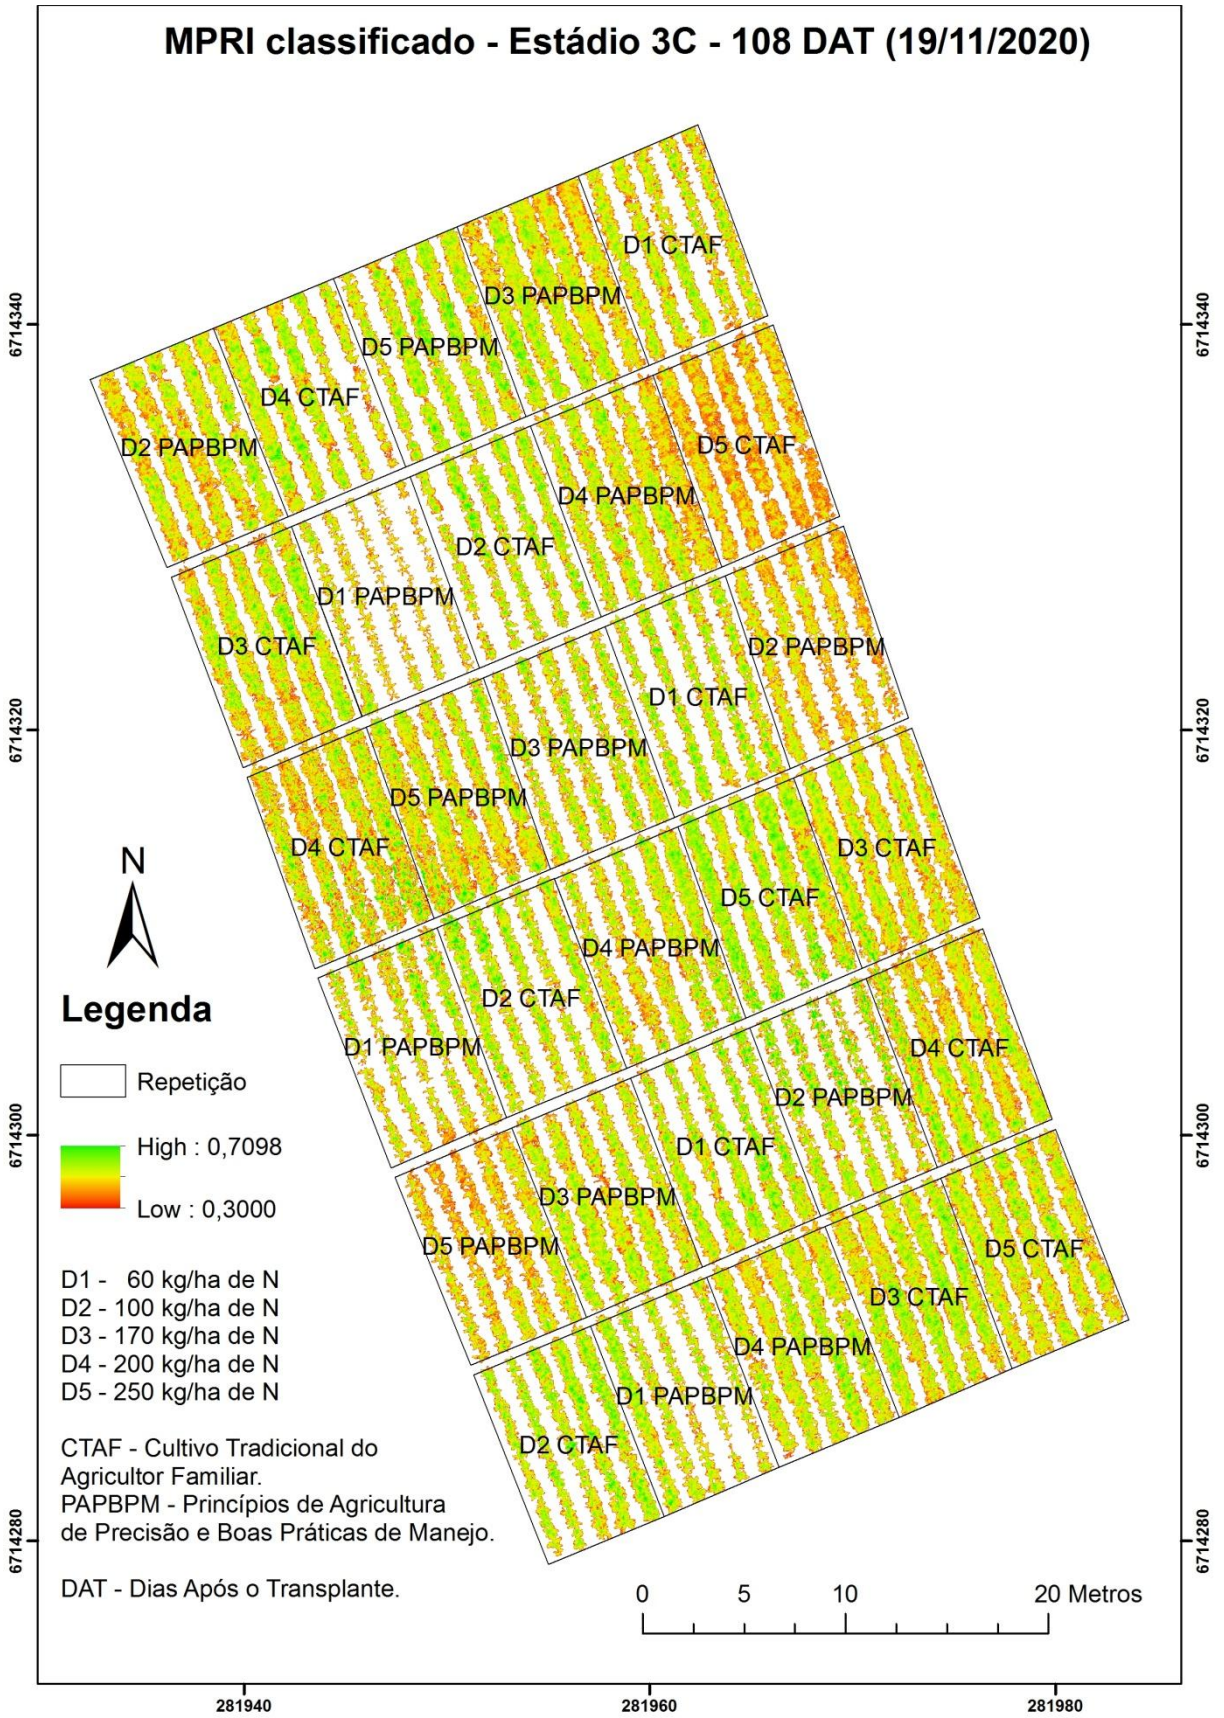 MPRI classificado - Estádio 3C - 108 DAT (19/11/2020)
D1 CTAF
D3 PAPBPM
D5 PAPBPM
D4 CTAF
D2 PAPBPM
D5 CTAF
D4 PAPBPM
D2 CTAF
D1 PAPBPM
D3 CTAF
D2 PAPBPM
D1 CTAF
D3 PAPBPM
D5 PAPBPM
D4 CTAF
D3 CTAF
D5 CTAF
D4 PAPBPM
D2 CTAF
D1 PAPBPM
D4 CTAF
D2 PAPBPM
D1 CTAF
D3 PAPBPM
D5 PAPBPM
D5 CTAF
D3 CTAF
D4 PAPBPM
D1 PAPBPM
D2 CTAF
6714340
6714320
6714300
6714280
6714340
6714320
6714300
6714280
N
Legenda
Repetição
High : 0,7098
Low : 0,3000
D1 - 60 kg/ha de N
D2 - 100 kg/ha de N
D3 - 170 kg/ha de N
D4 - 200 kg/ha de N
D5 - 250 kg/ha de N
CTAF - Cultivo Tradicional do
Agricultor Familiar.
PAPBPM - Princípios de Agricultura
de Precisão e Boas Práticas de Manejo.
DAT - Dias Após o Transplante.
0 5 10 20 Metros
281940 281960 281980